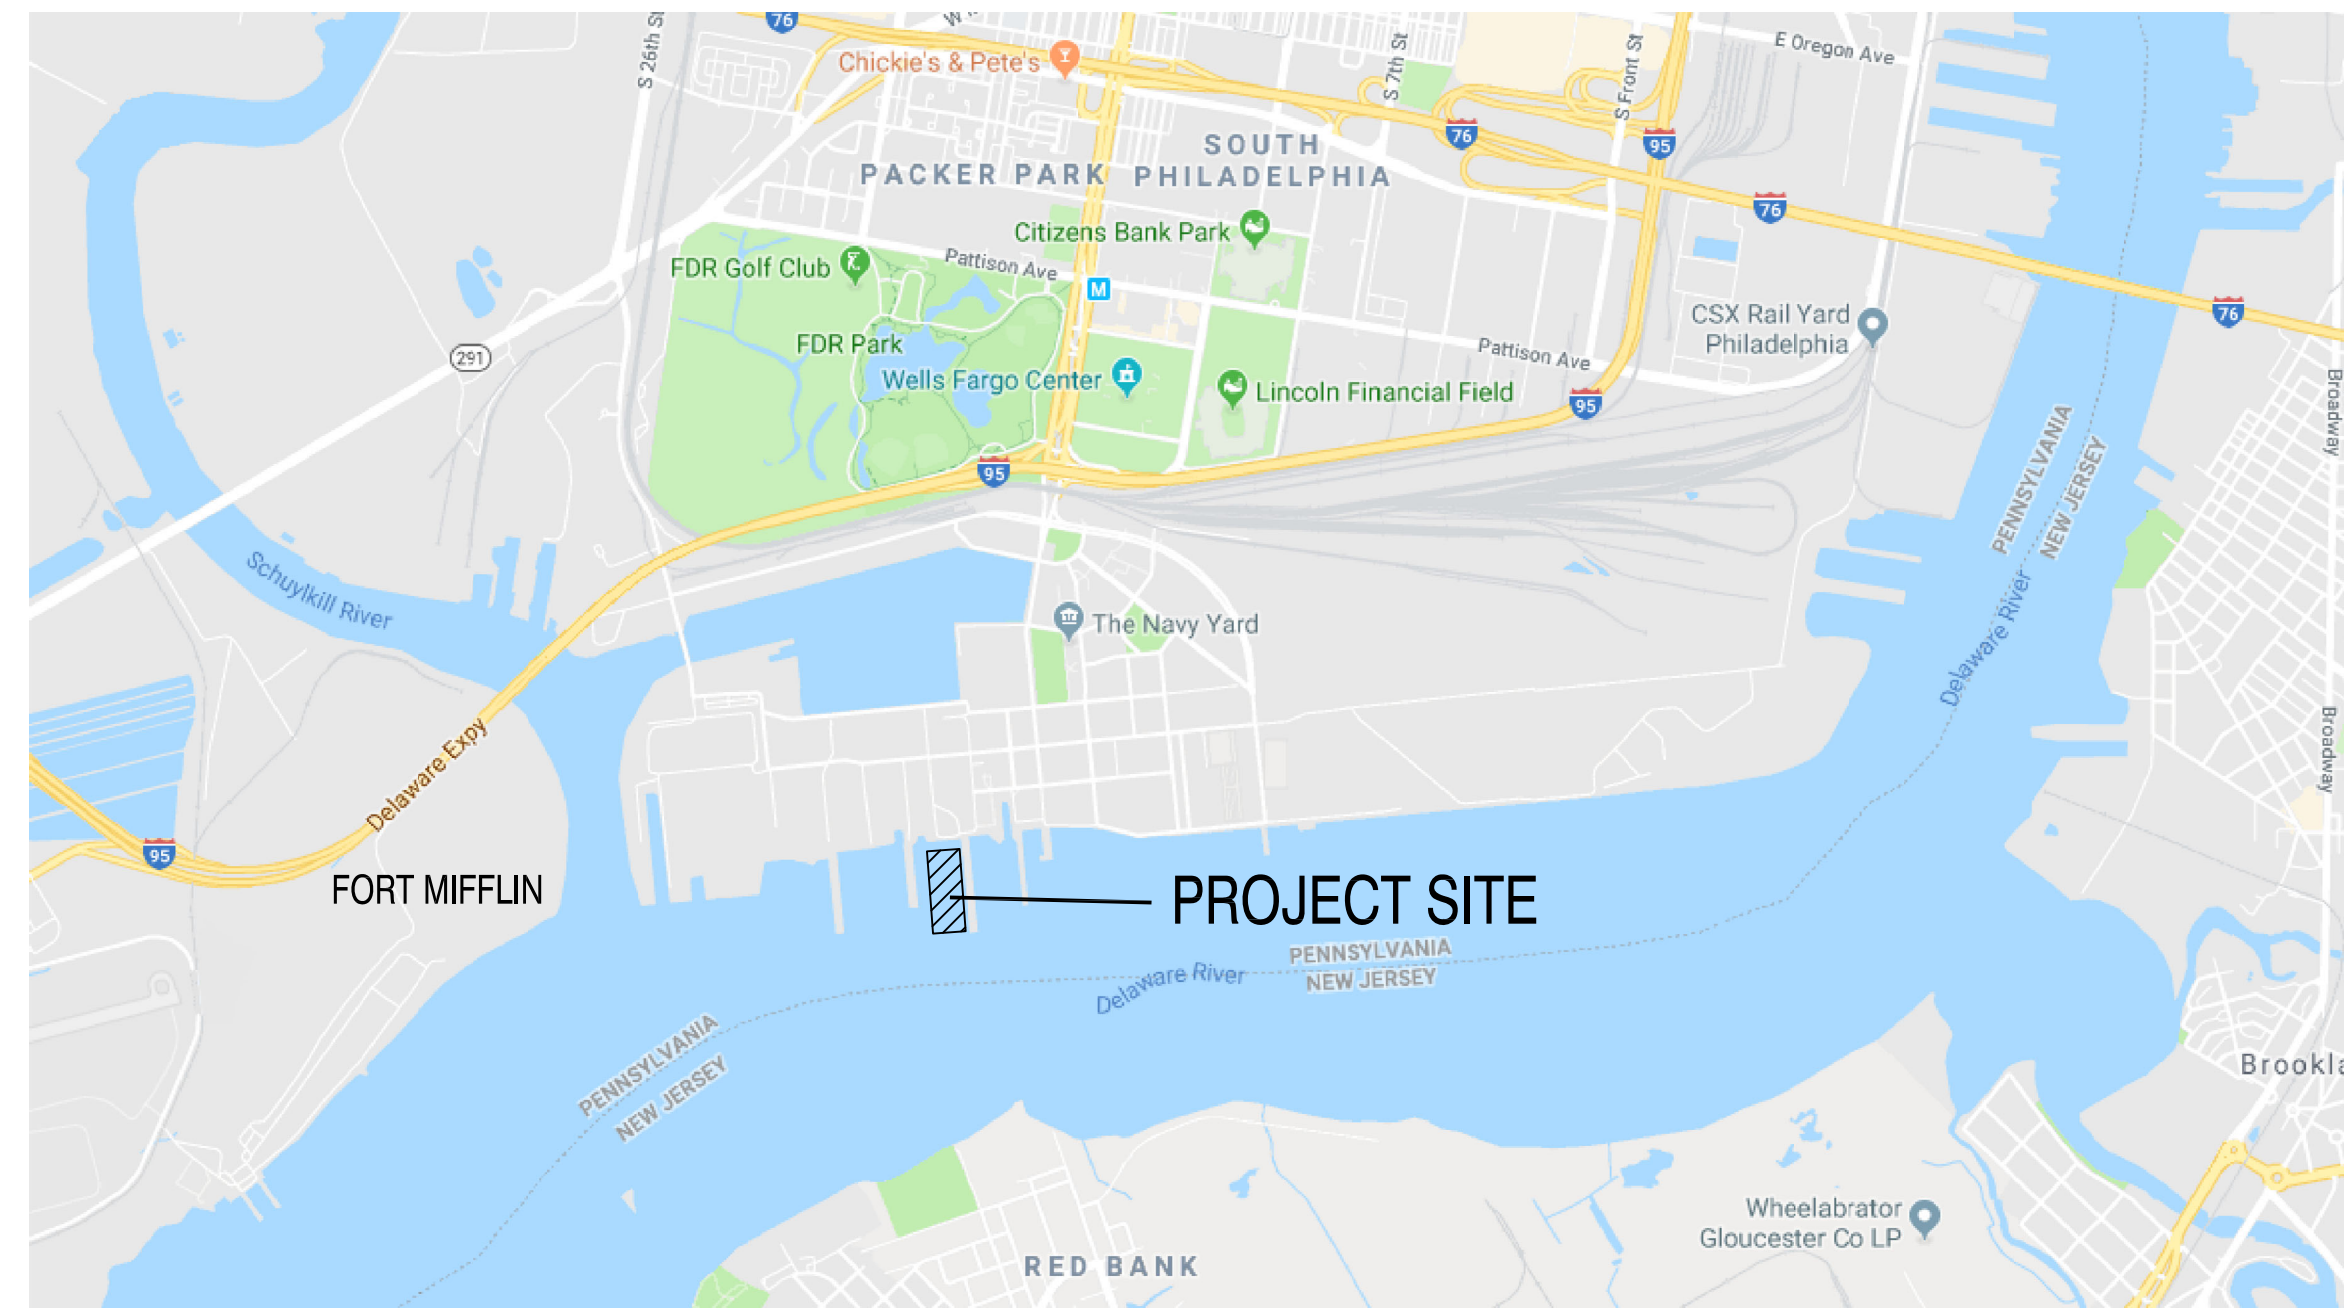 76
S 26th St
Chickie's & Pete's
S 7th St
S Front St
E Oregon Ave
76
95
SOUTH
PHILADELPHIA
PACKER PARK
76
Citizens Bank Park
FDR Golf Club
Pattison Ave
M
76
CSX Rail Yard
Philadelphia
FDR Park
291
Pattison Ave
Wells Fargo Center
Lincoln Financial Field
95
Broadway
95
PENNSYLVANIA
NEW JERSEY
Schuylkill River
The Navy Yard
Delaware River
Delaware Expy
Broadway
95
FORT MIFFLIN
PROJECT SITE
PENNSYLVANIA
NEW JERSEY
Delaware River
PENNSYLVANIA
NEW JERSEY
Brookla
Wheelabrator
Gloucester Co LP
RED BANK